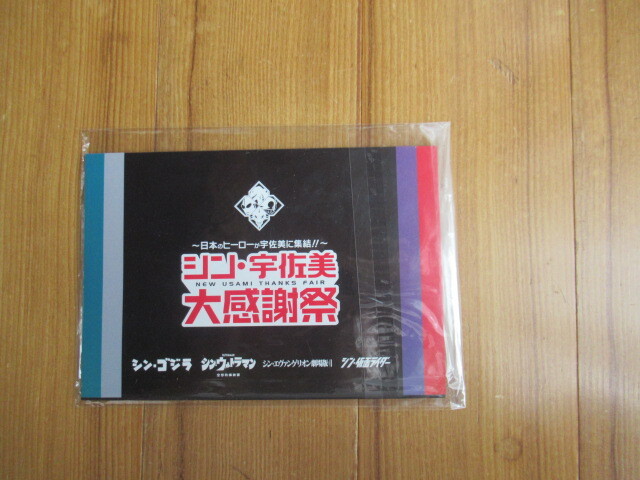 ～日本のヒーローが宇佐美に集結!!～
シン・宇佐美
NEW USAMI THANKS FAIR
大感謝祭
シン・ゴジラ シン・ウルトラマン シン・エヴァンゲリオン劇場版:|| シン・仮面ライダー